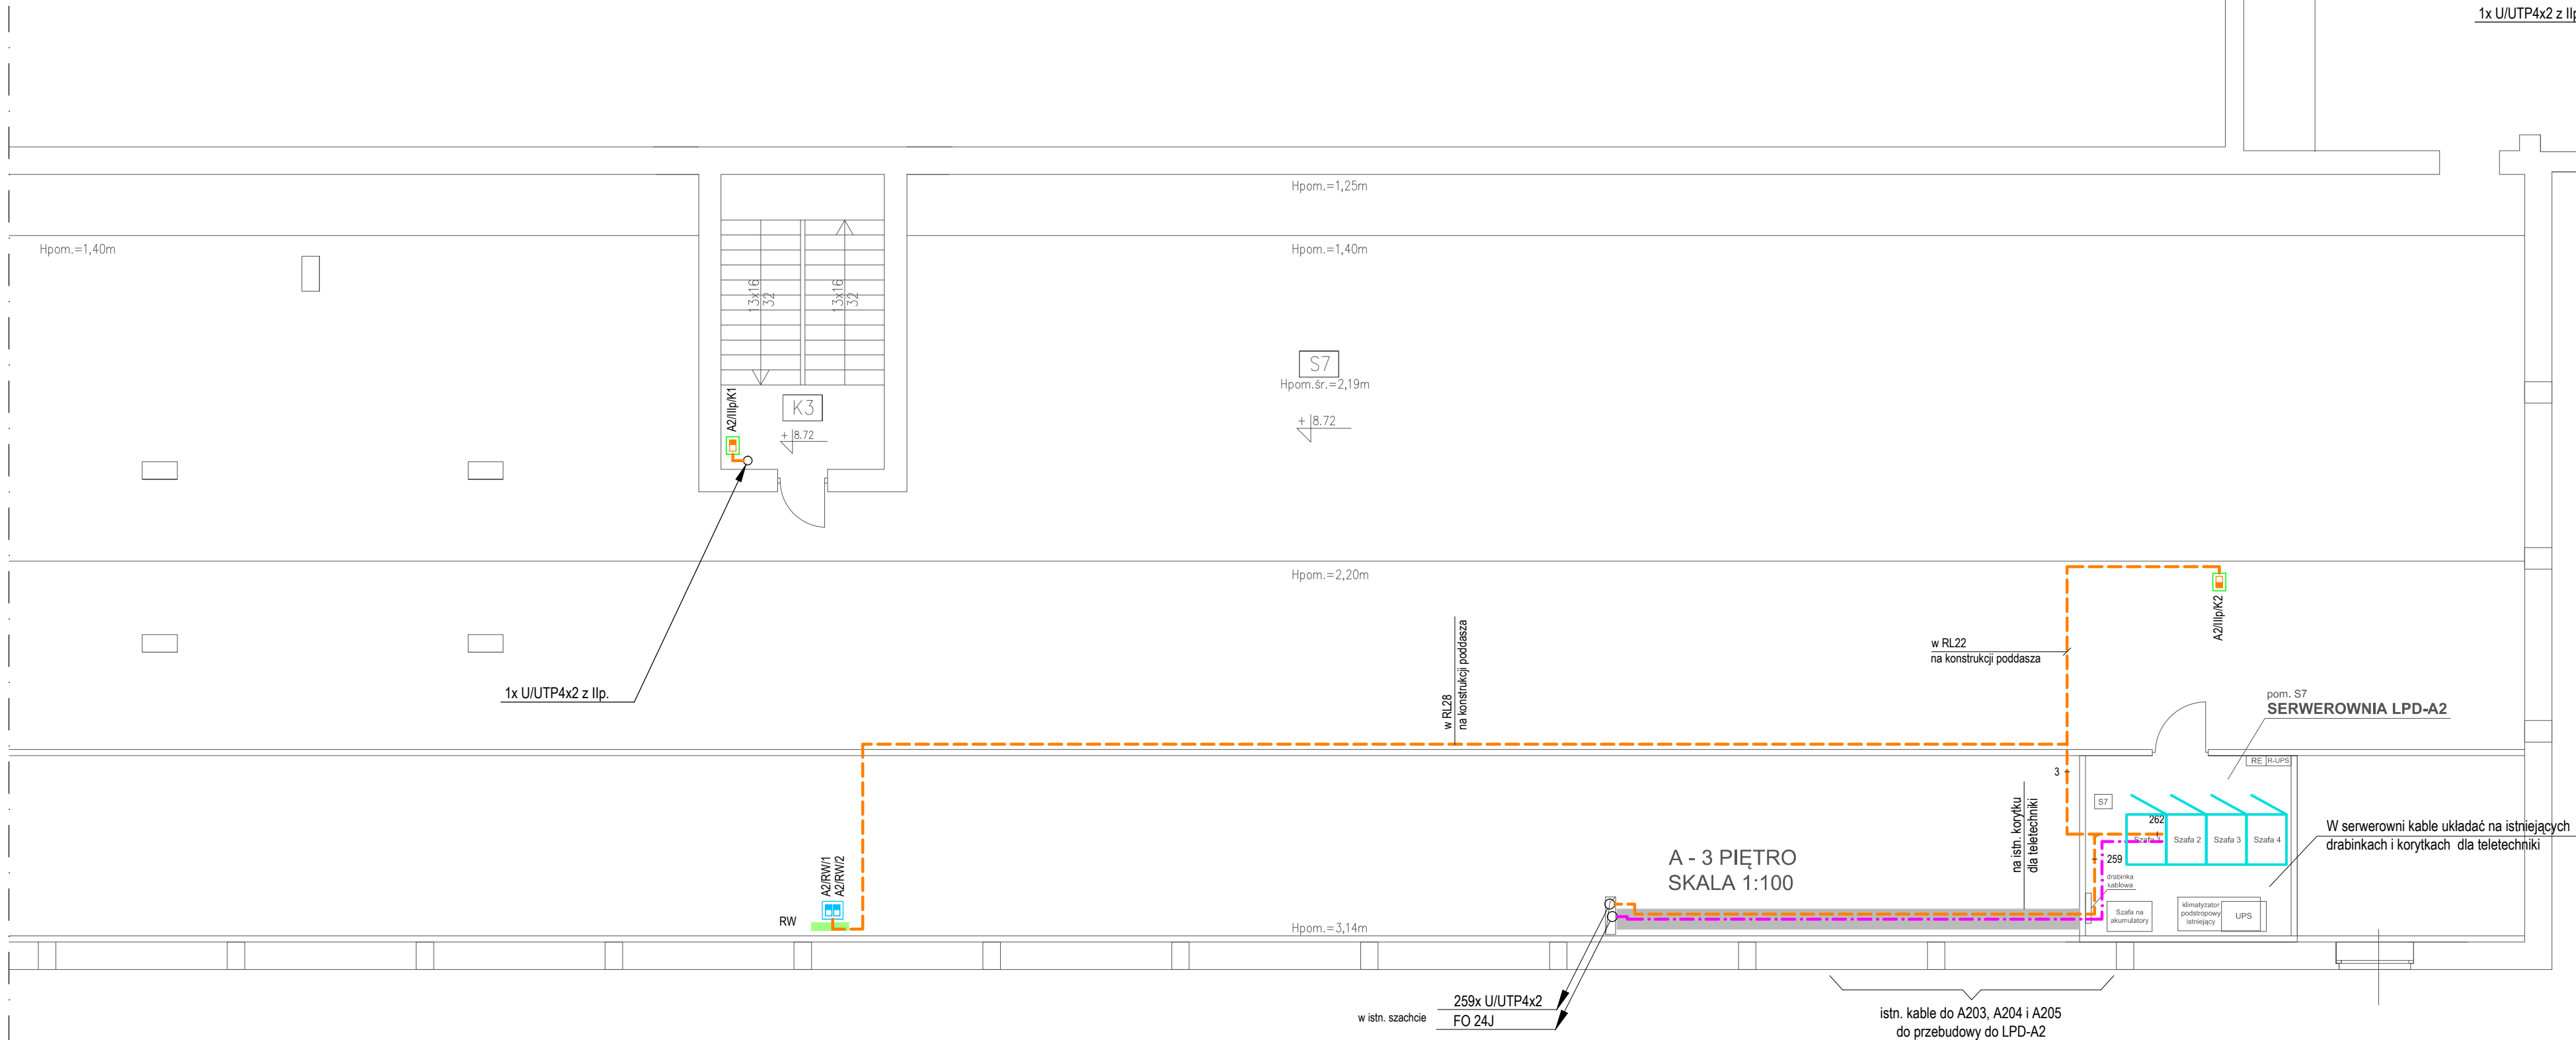 1x U/UTP4x2 z IIp
Hpom.=1,25m
Hpom.=1,40m
Hpom.=1,40m
13x16
32
13x16
32
S7
Hpom.śr.=2,19m
A2/IIIp/K1
K3
+ 8.72
+ 8.72
Hpom.=2,20m
A2/IIIp/K2
w RL28
na konstrukcji poddasza
w RL22
na konstrukcji poddasza
1x U/UTP4x2 z IIp.
pom. S7
SERWEROWNIA LPD-A2
RE
R-UPS
3
S7
na istn. korytku
dla teletechniki
262
Szafa 1
Szafa 2
Szafa 3
Szafa 4
W serwerowni kable układać na istniejących
drabinkach i korytkach dla teletechniki
259
drabinka
kablowa
A - 3 PIĘTRO
SKALA 1:100
A2/RW/1
A2/RW/2
RW
Szafa na
akumulatory
klimatyzator
podstropowy
istniejący
UPS
Hpom.=3,14m
259x U/UTP4x2
w istn. szachcie
FO 24J
istn. kable do A203, A204 i A205
do przebudowy do LPD-A2